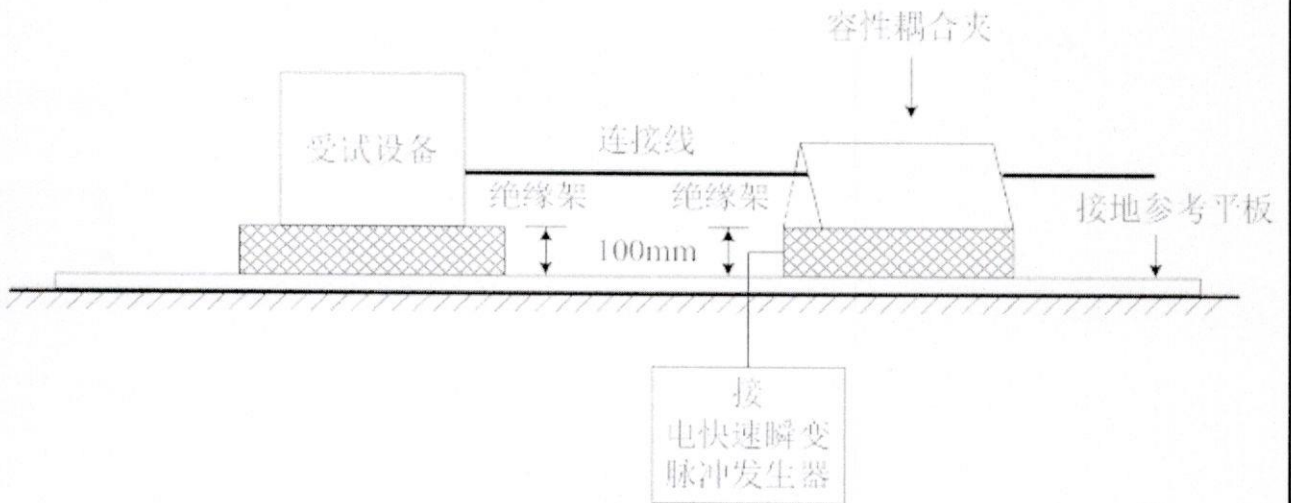 容性耦合夹
受试设备
连接线
绝缘架
绝缘架
接地参考平板
100mm
接
电快速瞬变
脉冲发生器